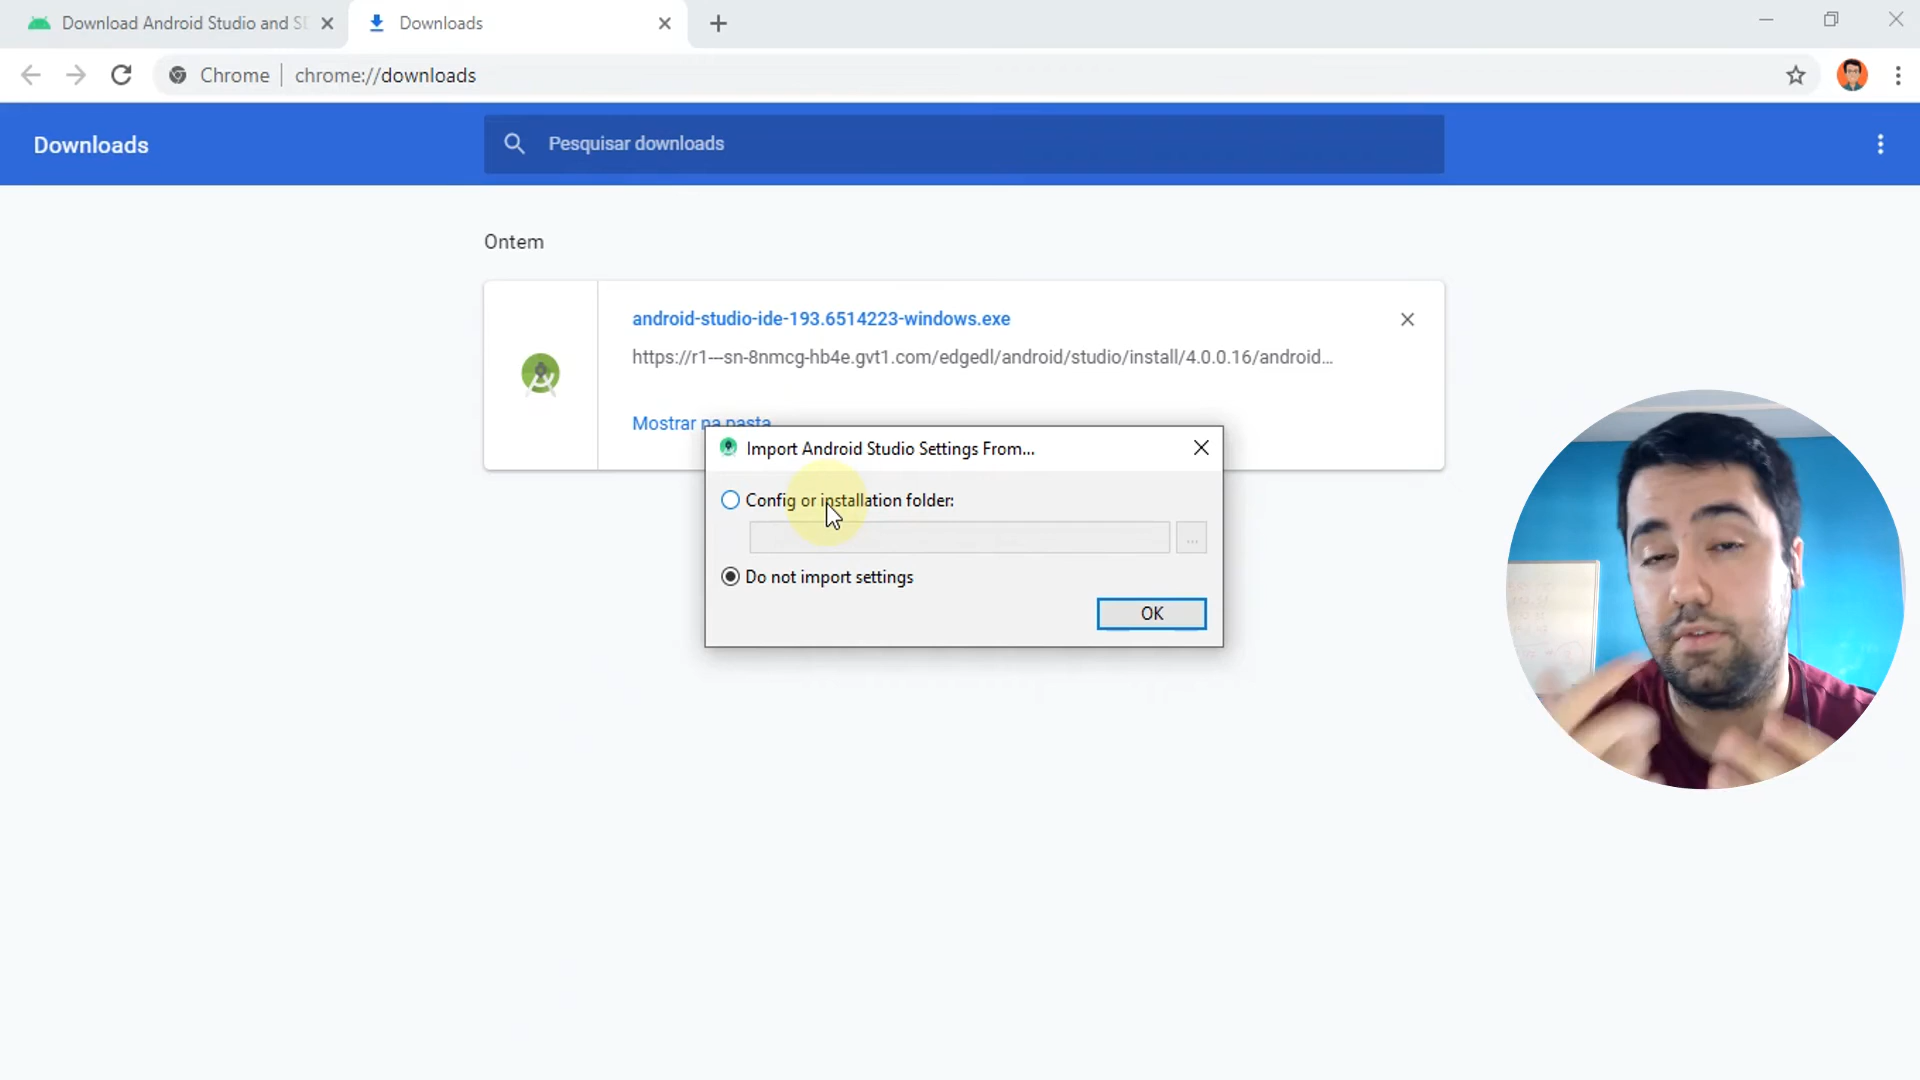 Download Android Studio and S
Downloads
Chrome
chrome://downloads
Downloads
Pesquisar downloads
Ontem
android-studio-ide-193.6514223-windows.exe
https://r1---sn-8nmcg-hb4e.gvt1.com/edgedl/android/studio/install/4.0.0.16/android...
Mostrar na pasta
Import Android Studio Settings From...
Config or installation folder:
...
Do not import settings
OK